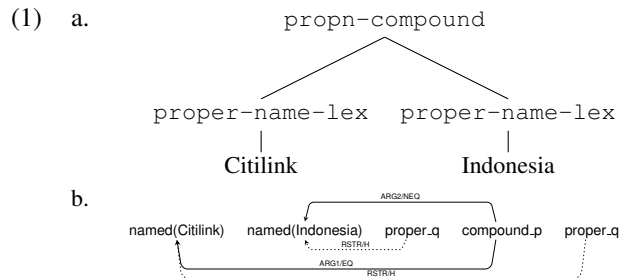 (1) a. propn-compound
proper-name-lex proper-name-lex
Citilink Indonesia
b.
ARG2/NEQ
named(Citilink) named(Indonesia) proper_q compound_p proper_q
RSTR/H
ARG1/EQ
RSTR/H